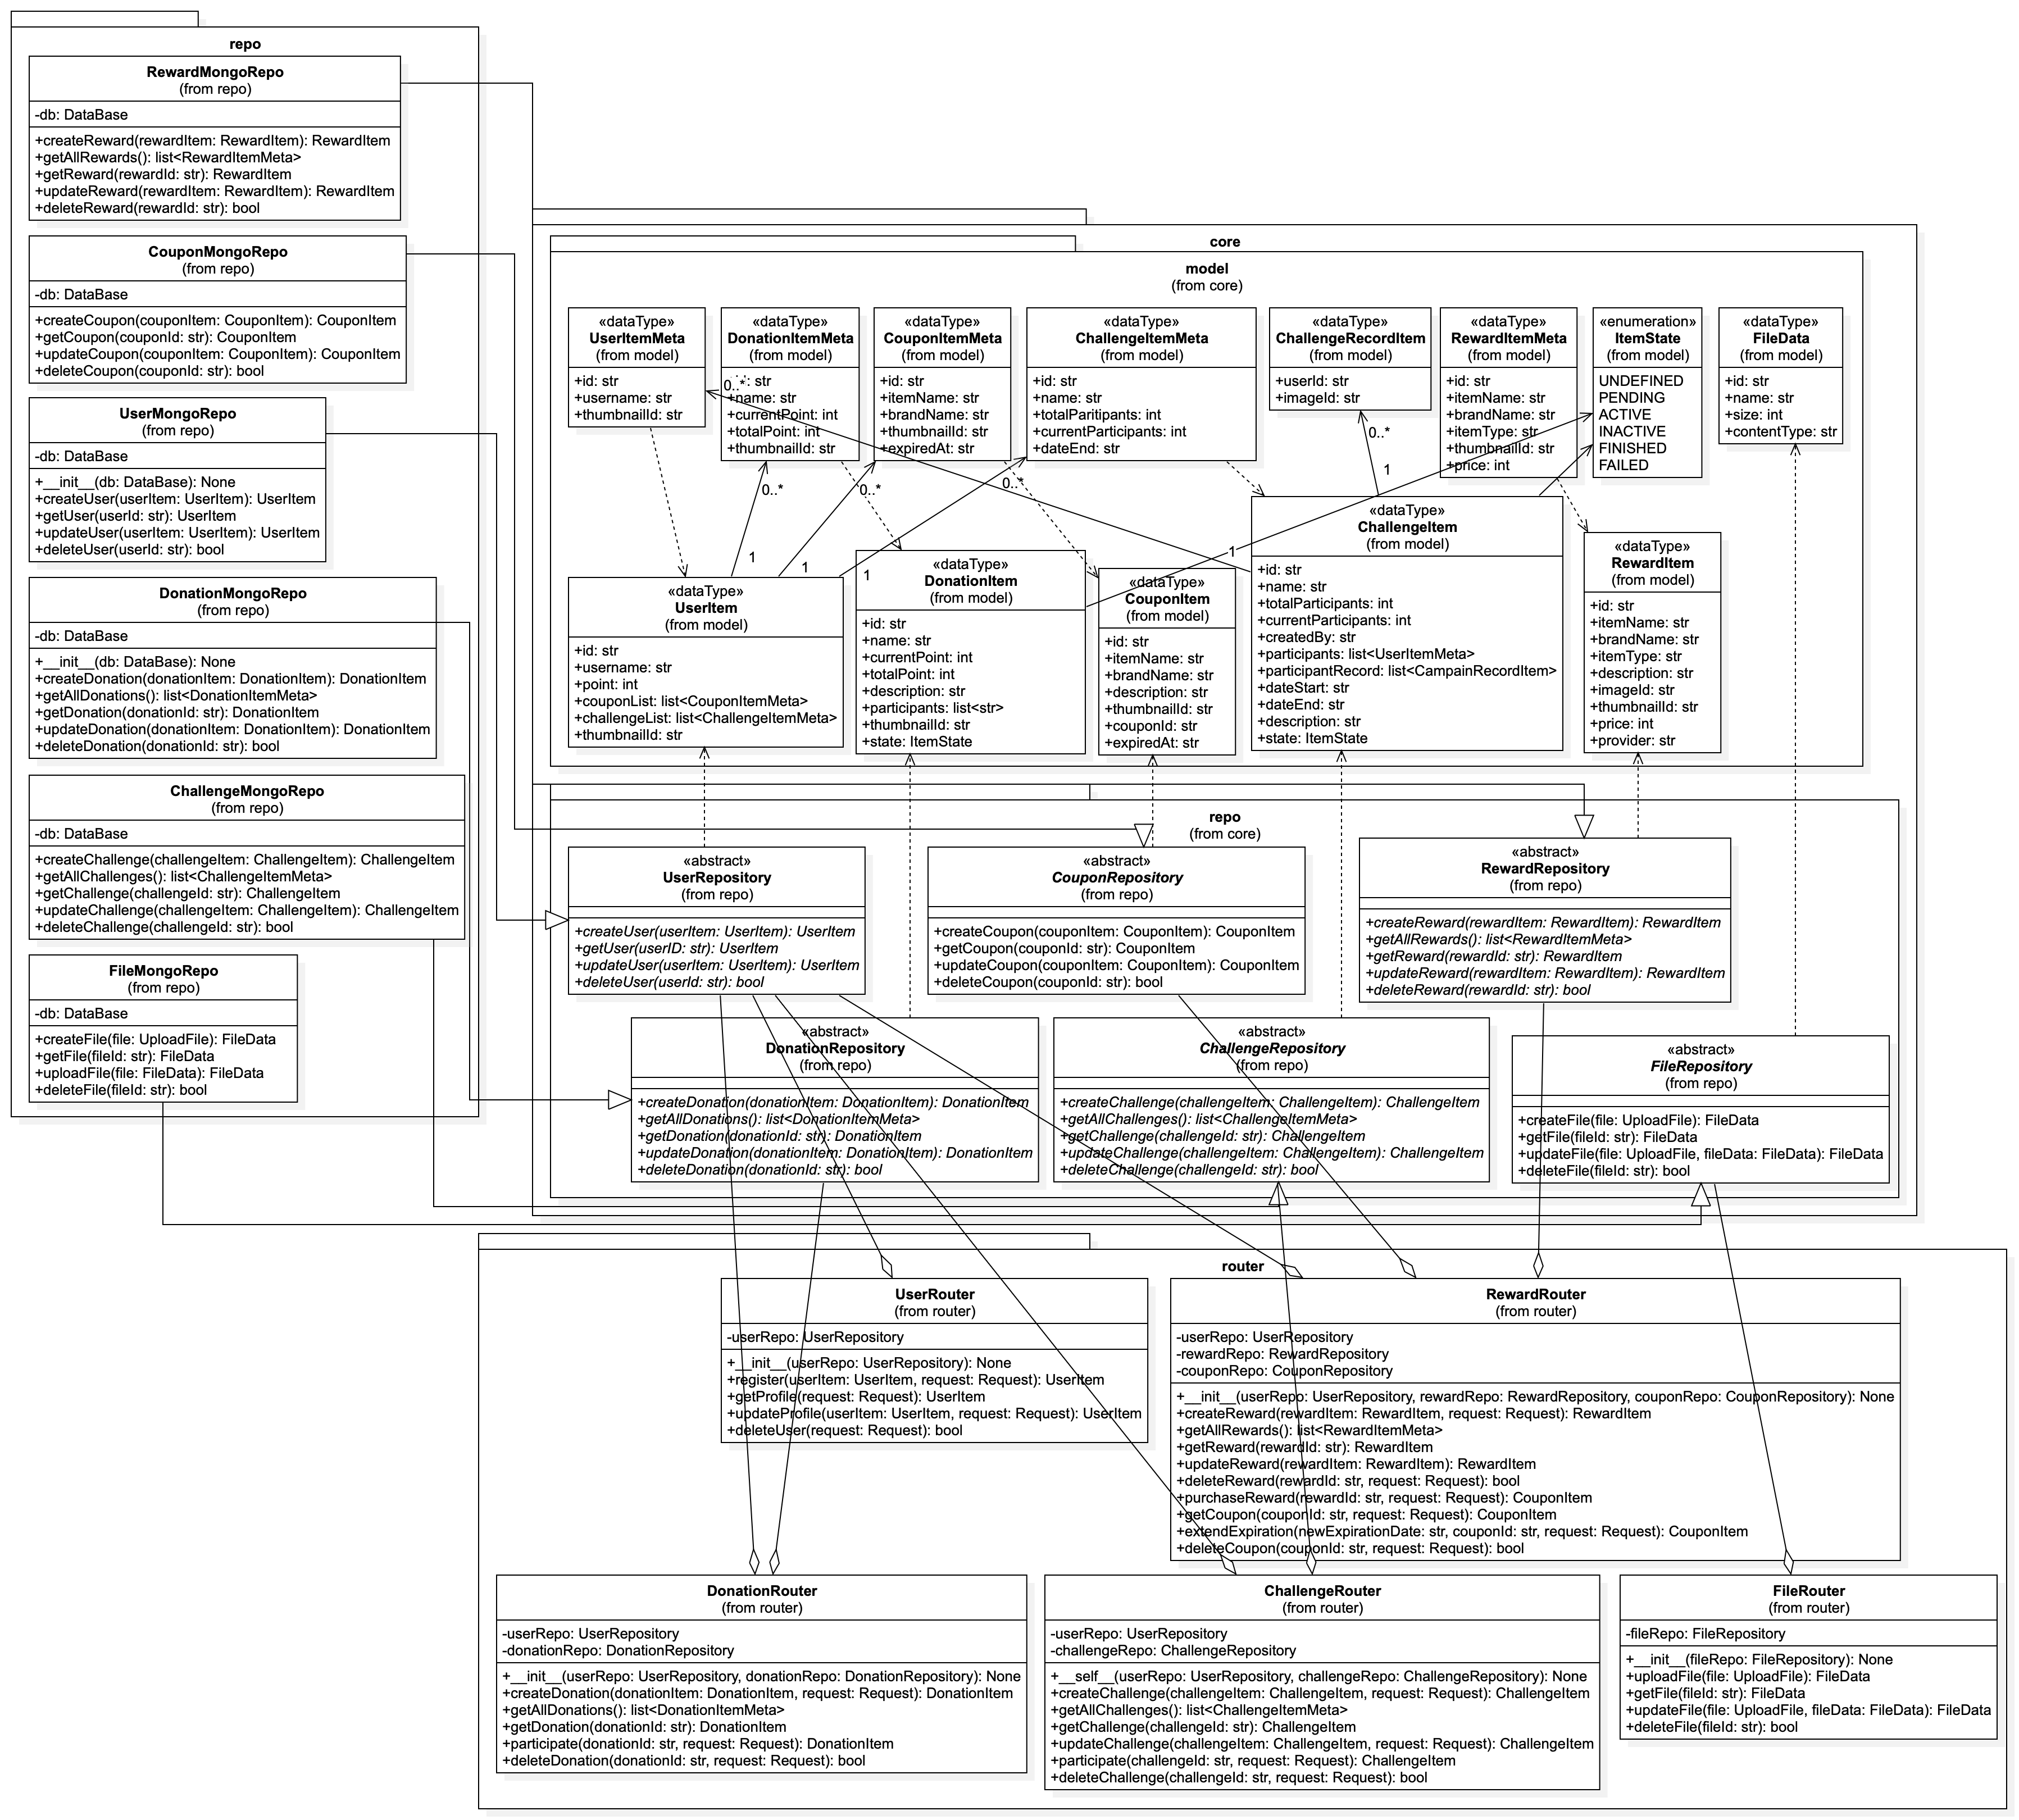 repo
RewardMongoRepo
(from repo)
-db: DataBase
+createReward(rewardItem: RewardItem): RewardItem
+getAllRewards(): list<RewardItemMeta>
+getReward(rewardId: str): RewardItem
+updateReward(rewardItem: RewardItem): RewardItem
+deleteReward(rewardId: str): bool
CouponMongoRepo
(from repo)
-db: DataBase
+createCoupon(couponItem: CouponItem): CouponItem
+getCoupon(couponId: str): CouponItem
+updateCoupon(couponItem: CouponItem): CouponItem
+deleteCoupon(couponId: str): bool
UserMongoRepo
(from repo)
-db: DataBase
+__init__(db: DataBase): None
+createUser(userItem: UserItem): UserItem
+getUser(userId: str): UserItem
+updateUser(userItem: UserItem): UserItem
+deleteUser(userId: str): bool
DonationMongoRepo
(from repo)
-db: DataBase
+__init__(db: DataBase): None
+createDonation(donationItem: DonationItem): DonationItem
+getAllDonations(): list<DonationItemMeta>
+getDonation(donationId: str): DonationItem
+updateDonation(donationItem: DonationItem): DonationItem
+deleteDonation(donationId: str): bool
ChallengeMongoRepo
(from repo)
-db: DataBase
+createChallenge(challengeItem: ChallengeItem): ChallengeItem
+getAllChallenges(): list<ChallengeItemMeta>
+getChallenge(challengeId: str): ChallengeItem
+updateChallenge(challengeItem: ChallengeItem): ChallengeItem
+deleteChallenge(challengeId: str): bool
FileMongoRepo
(from repo)
-db: DataBase
+createFile(file: UploadFile): FileData
+getFile(fileId: str): FileData
+uploadFile(file: FileData): FileData
+deleteFile(fileId: str): bool
core
model
(from core)
«dataType»
UserItemMeta
(from model)
+id: str
+username: str
+thumbnailId: str
«dataType»
DonationItemMeta
(from model)
: str
+name: str
+currentPoint: int
+totalPoint: int
+thumbnailId: str
«dataType»
CouponItemMeta
(from model)
+id: str
+itemName: str
+brandName: str
+thumbnailId: str
+expiredAt: str
«dataType»
ChallengeItemMeta
(from model)
+id: str
+name: str
+totalParitipants: int
+currentParticipants: int
+dateEnd: str
«dataType»
ChallengeRecordItem
(from model)
+userId: str
+imageId: str
«dataType»
RewardItemMeta
(from model)
+id: str
+itemName: str
+brandName: str
+itemType: str
+thumbnailId: str
+price: int
«enumeration»
ItemState
(from model)
UNDEFINED
PENDING
ACTIVE
INACTIVE
FINISHED
FAILED
«dataType»
FileData
(from model)
+id: str
+name: str
+size: int
+contentType: str
0..*
0..*
0..*
0..*
0..*
1
1
1
1
1
«dataType»
UserItem
(from model)
+id: str
+username: str
+point: int
+couponList: list<CouponItemMeta>
+challengeList: list<ChallengeItemMeta>
+thumbnailId: str
«dataType»
DonationItem
(from model)
+id: str
+name: str
+currentPoint: int
+totalPoint: int
+description: str
+participants: list<str>
+thumbnailId: str
+state: ItemState
«dataType»
CouponItem
(from model)
+id: str
+itemName: str
+brandName: str
+description: str
+thumbnailId: str
+couponId: str
+expiredAt: str
«dataType»
ChallengeItem
(from model)
+id: str
+name: str
+totalParticipants: int
+currentParticipants: int
+createdBy: str
+participants: list<UserItemMeta>
+participantRecord: list<CampainRecordItem>
+dateStart: str
+dateEnd: str
+description: str
+state: ItemState
«dataType»
RewardItem
(from model)
+id: str
+itemName: str
+brandName: str
+itemType: str
+description: str
+imageId: str
+thumbnailId: str
+price: int
+provider: str
repo
(from core)
«abstract»
UserRepository
(from repo)
+createUser(userItem: UserItem): UserItem
+getUser(userID: str): UserItem
+updateUser(userItem: UserItem): UserItem
+deleteUser(userId: str): bool
«abstract»
CouponRepository
(from repo)
+createCoupon(couponItem: CouponItem): CouponItem
+getCoupon(couponId: str): CouponItem
+updateCoupon(couponItem: CouponItem): CouponItem
+deleteCoupon(couponId: str): bool
«abstract»
RewardRepository
(from repo)
+createReward(rewardItem: RewardItem): RewardItem
+getAllRewards(): list<RewardItemMeta>
+getReward(rewardId: str): RewardItem
+updateReward(rewardItem: RewardItem): RewardItem
+deleteReward(rewardId: str): bool
«abstract»
DonationRepository
(from repo)
+createDonation(donationItem: DonationItem): DonationItem
+getAllDonations(): list<DonationItemMeta>
+getDonation(donationId: str): DonationItem
+updateDonation(donationItem: DonationItem): DonationItem
+deleteDonation(donationId: str): bool
«abstract»
ChallengeRepository
(from repo)
+createChallenge(challengeItem: ChallengeItem): ChallengeItem
+getAllChallenges(): list<ChallengeItemMeta>
+getChallenge(challengeId: str): ChallengeItem
+updateChallenge(challengeItem: ChallengeItem): ChallengeItem
+deleteChallenge(challengeId: str): bool
«abstract»
FileRepository
(from repo)
+createFile(file: UploadFile): FileData
+getFile(fileId: str): FileData
+updateFile(file: UploadFile, fileData: FileData): FileData
+deleteFile(fileId: str): bool
router
UserRouter
(from router)
-userRepo: UserRepository
+__init__(userRepo: UserRepository): None
+register(userItem: UserItem, request: Request): UserItem
+getProfile(request: Request): UserItem
+updateProfile(userItem: UserItem, request: Request): UserItem
+deleteUser(request: Request): bool
RewardRouter
(from router)
-userRepo: UserRepository
-rewardRepo: RewardRepository
-couponRepo: CouponRepository
+__init__(userRepo: UserRepository, rewardRepo: RewardRepository, couponRepo: CouponRepository): None
+createReward(rewardItem: RewardItem, request: Request): RewardItem
+getAllRewards(): list<RewardItemMeta>
+getReward(rewardId: str): RewardItem
+updateReward(rewardItem: RewardItem): RewardItem
+deleteReward(rewardId: str, request: Request): bool
+purchaseReward(rewardId: str, request: Request): CouponItem
+getCoupon(couponId: str, request: Request): CouponItem
+extendExpiration(newExpirationDate: str, couponId: str, request: Request): CouponItem
+deleteCoupon(couponId: str, request: Request): bool
DonationRouter
(from router)
-userRepo: UserRepository
-donationRepo: DonationRepository
+__init__(userRepo: UserRepository, donationRepo: DonationRepository): None
+createDonation(donationItem: DonationItem, request: Request): DonationItem
+getAllDonations(): list<DonationItemMeta>
+getDonation(donationId: str): DonationItem
+participate(donationId: str, request: Request): DonationItem
+deleteDonation(donationId: str, request: Request): bool
ChallengeRouter
(from router)
-userRepo: UserRepository
-challengeRepo: ChallengeRepository
+__self__(userRepo: UserRepository, challengeRepo: ChallengeRepository): None
+createChallenge(challengeItem: ChallengeItem, request: Request): ChallengeItem
+getAllChallenges(): list<ChallengeItemMeta>
+getChallenge(challengeId: str): ChallengeItem
+updateChallenge(challengeItem: ChallengeItem, request: Request): ChallengeItem
+participate(challengeId: str, request: Request): ChallengeItem
+deleteChallenge(challengeId: str, request: Request): bool
FileRouter
(from router)
-fileRepo: FileRepository
+__init__(fileRepo: FileRepository): None
+uploadFile(file: UploadFile): FileData
+getFile(fileId: str): FileData
+updateFile(file: UploadFile, fileData: FileData): FileData
+deleteFile(fileId: str): bool